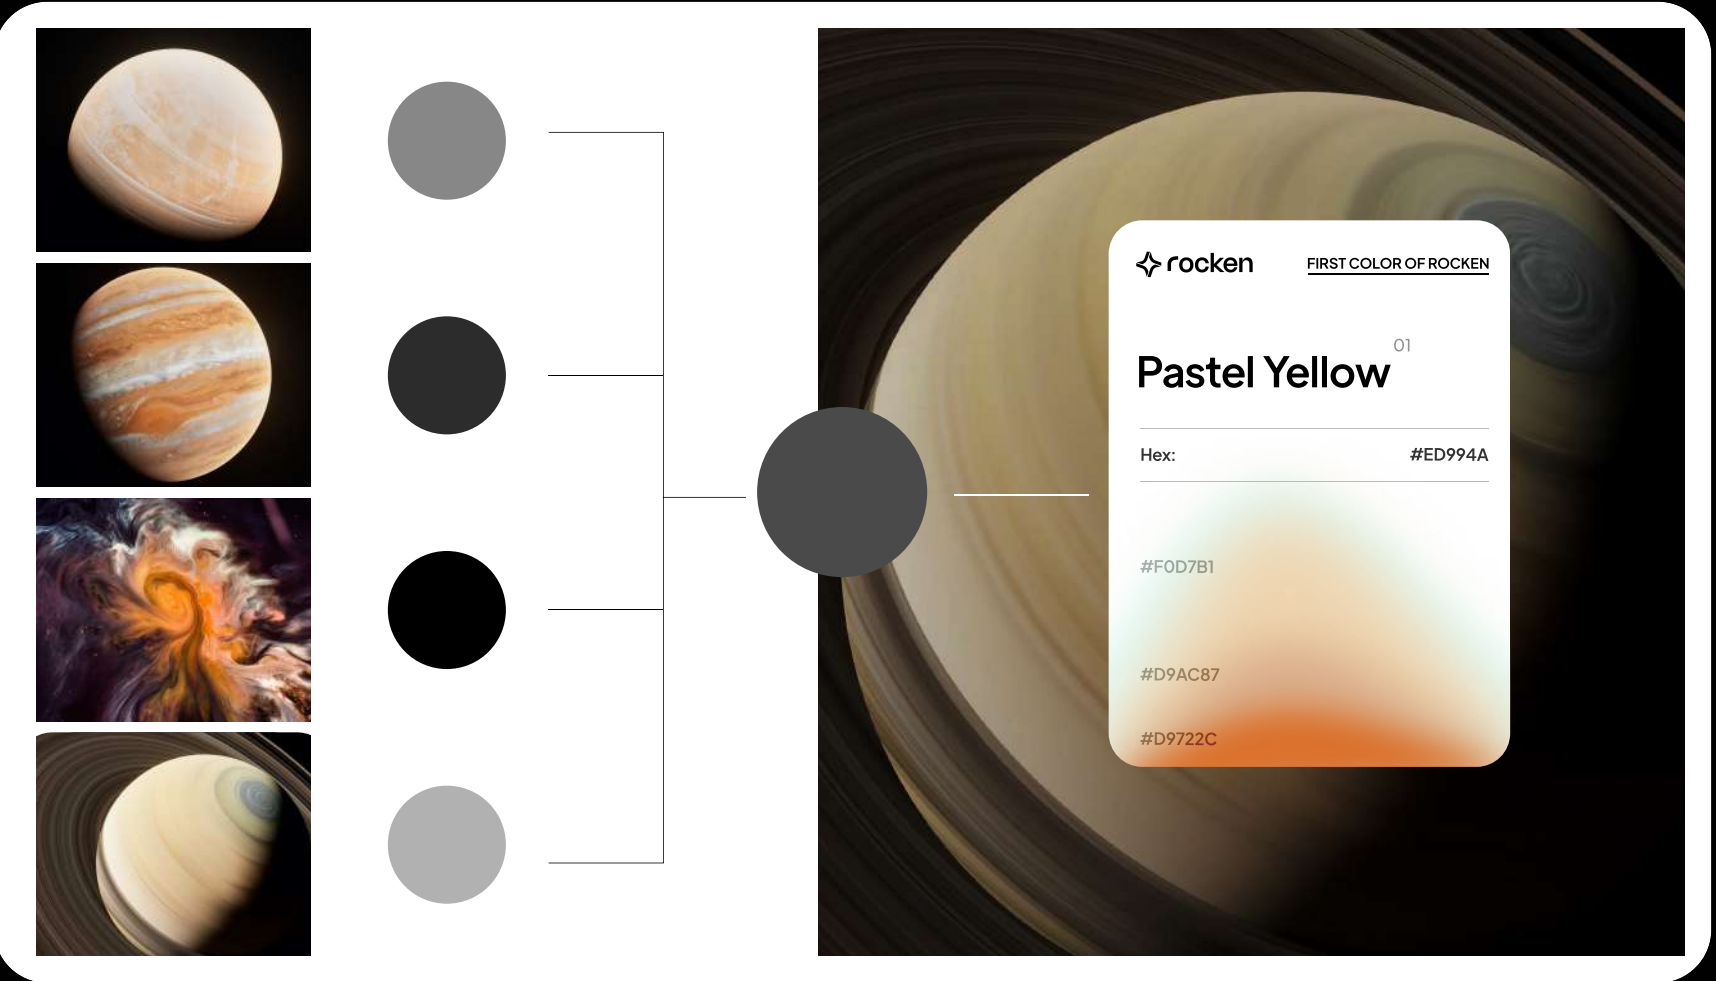 rocken
FIRST COLOR OF ROCKEN
Pastel Yellow 01
Hex: #ED994A
#F0D7B1
#D9AC87
#D9722C